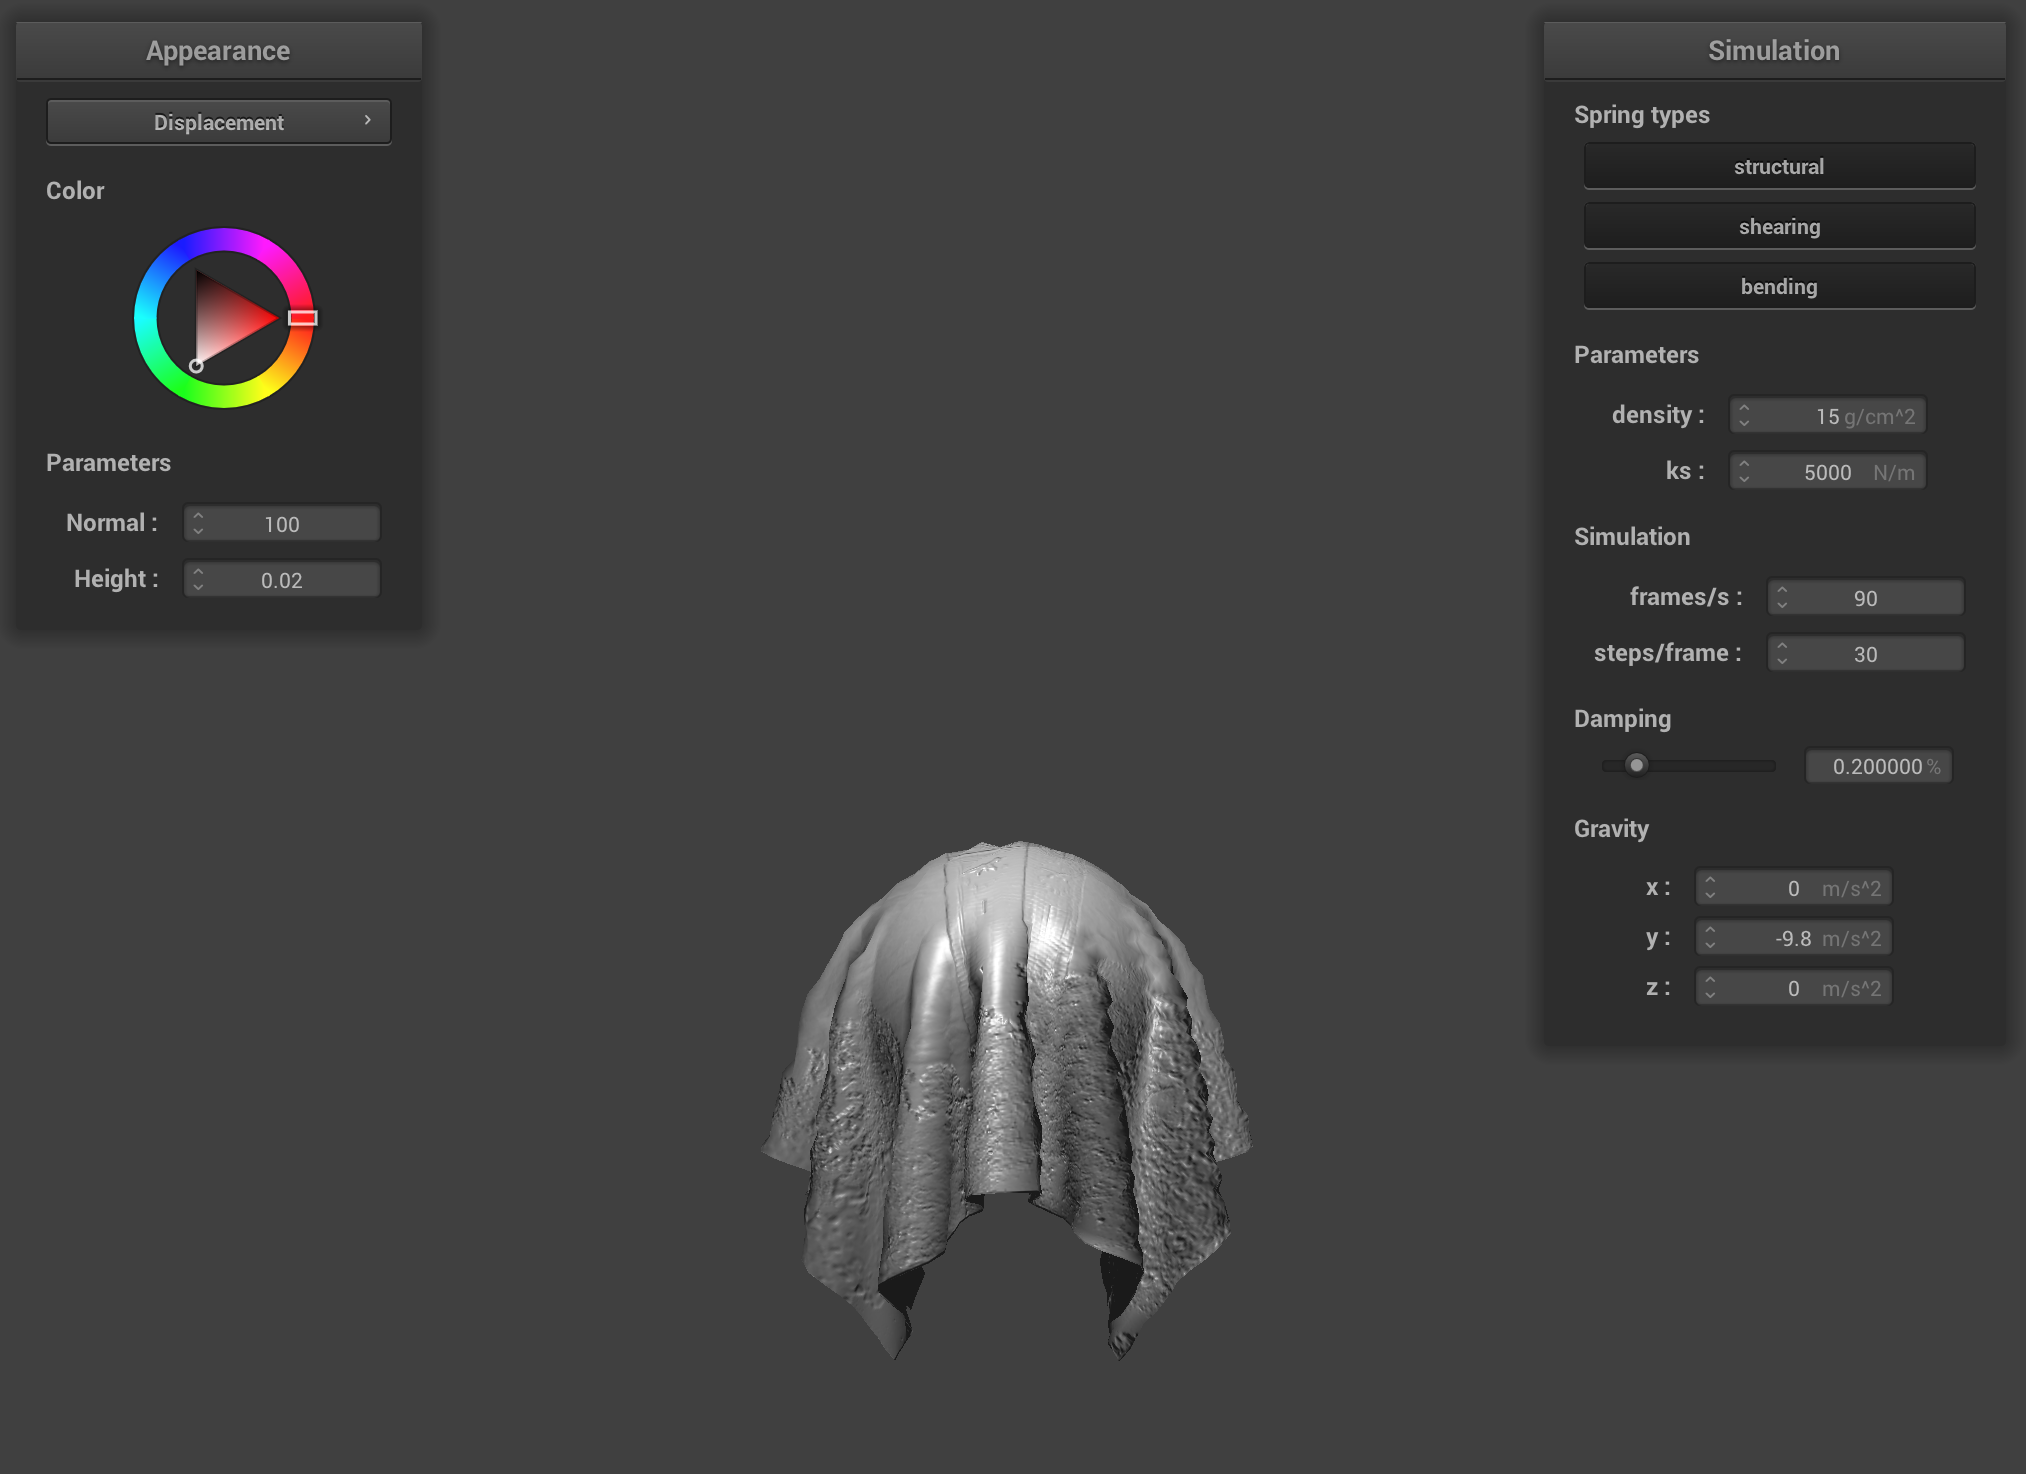 Appearance
Displacement
Color
Parameters
Normal : 100
Height : 0.02
Simulation
Spring types
structural
shearing
bending
Parameters
density : 15 g/cm^2
ks : 5000 N/m
Simulation
frames/s : 90
steps/frame : 30
Damping
0.200000 %
Gravity
x : 0 m/s^2
y : -9.8 m/s^2
z : 0 m/s^2